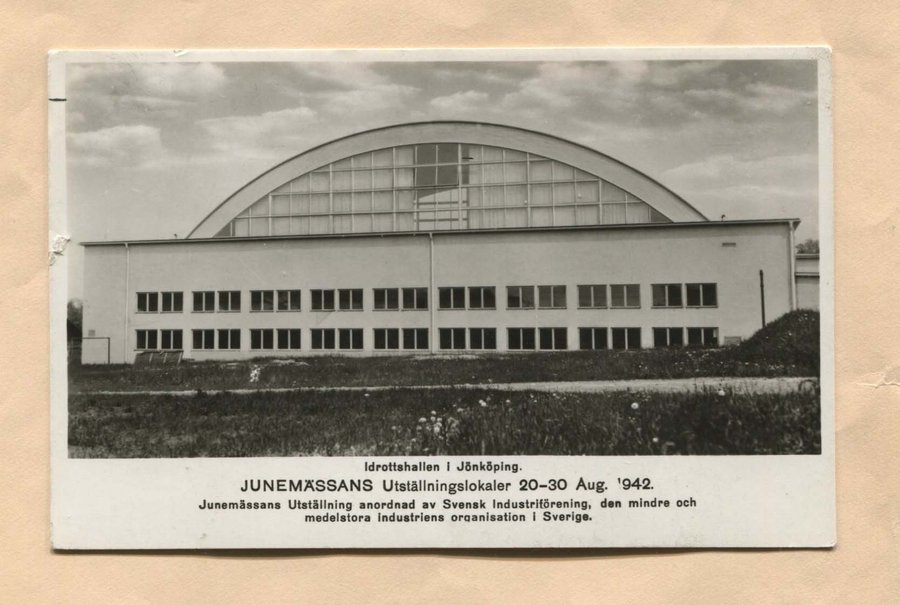 Idrottshallen i Jönköping.
JUNEMÄSSANS Utställningslokaler 20-30 Aug. '942.
Junemässans Utställning anordnad av Svensk Industriförening, den mindre och
medelstora industriens organisation i Sverige.